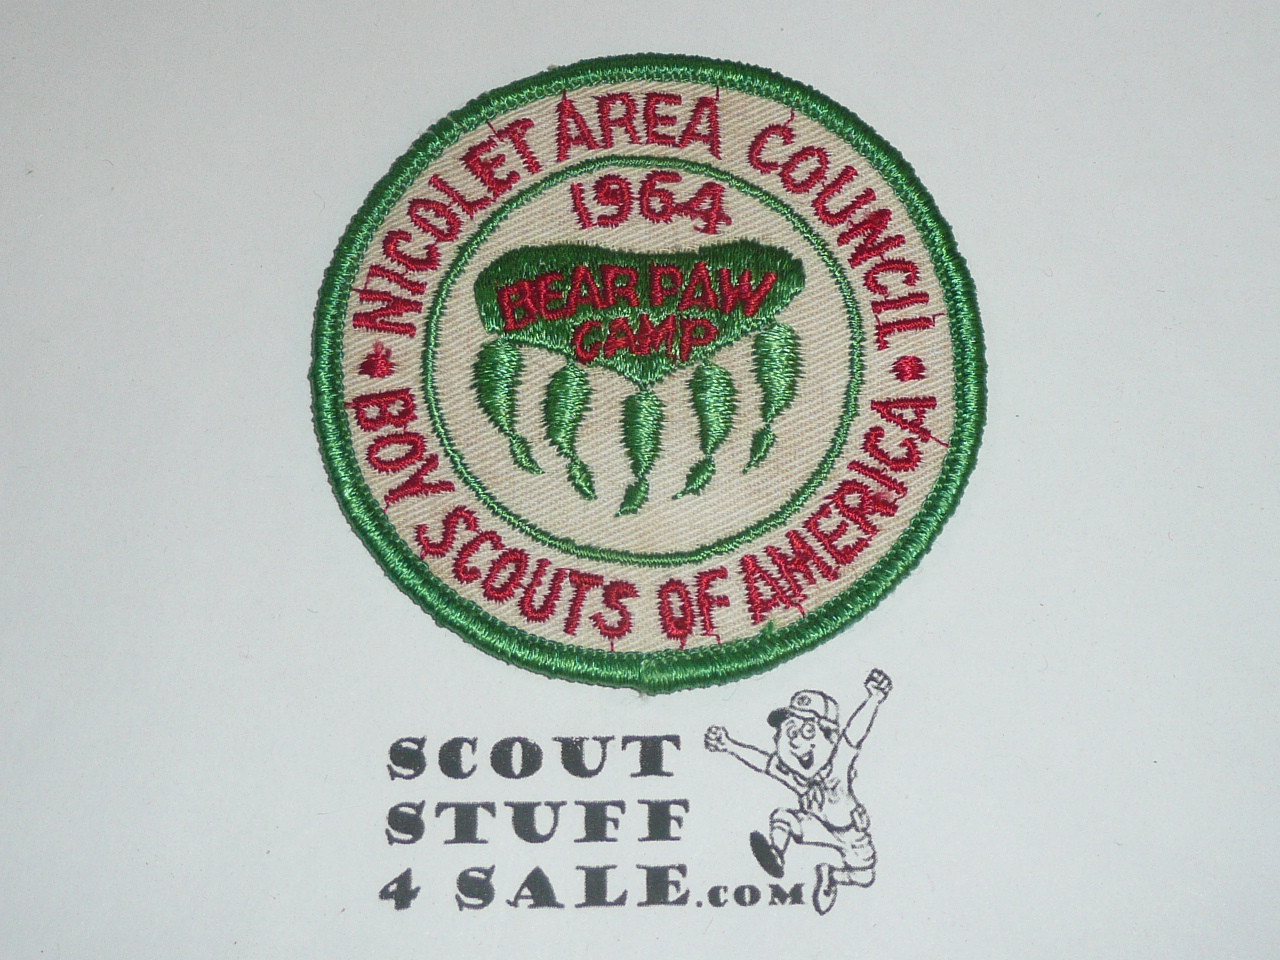 NICOLET AREA COUNCIL
1964
BEAR PAW
CAMP
• BOY SCOUTS OF AMERICA •
SCOUT
STUFF
4 SALE.COM